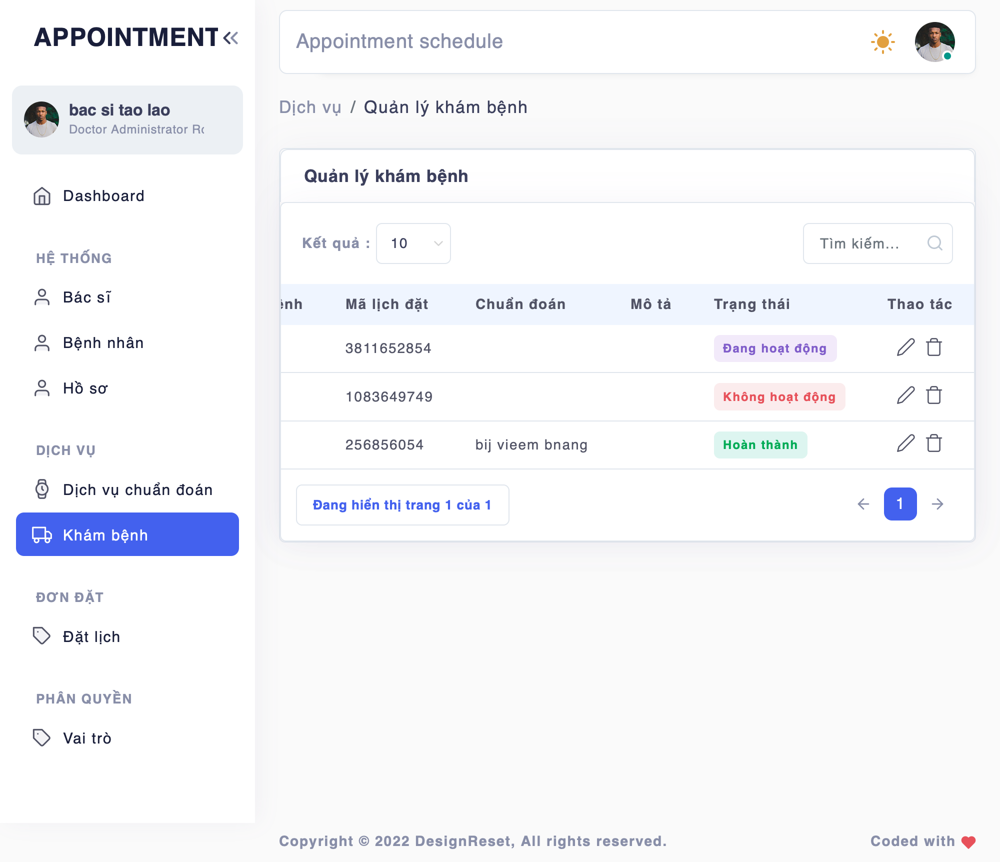 APPOINTMENT
bac si tao lao
Doctor Administrator
Dashboard
HỆ THỐNG
Bác sĩ
Bệnh nhân
Hồ sơ
DỊCH VỤ
Dịch vụ chuẩn đoán
Khám bệnh
ĐƠN ĐẶT
Đặt lịch
PHÂN QUYỀN
Vai trò
Appointment schedule
Dịch vụ / Quản lý khám bệnh
Quản lý khám bệnh
Kết quả : 10 Tìm kiếm...
Mã lịch đặt Chuẩn đoán Mô tả Trạng thái Thao tác
3811652854 Đang hoạt động
1083649749 Không hoạt động
256856054 bij vieem bnang Hoàn thành
Đang hiển thị trang 1 của 1 1
Copyright © 2022 DesignReset, All rights reserved. Coded with